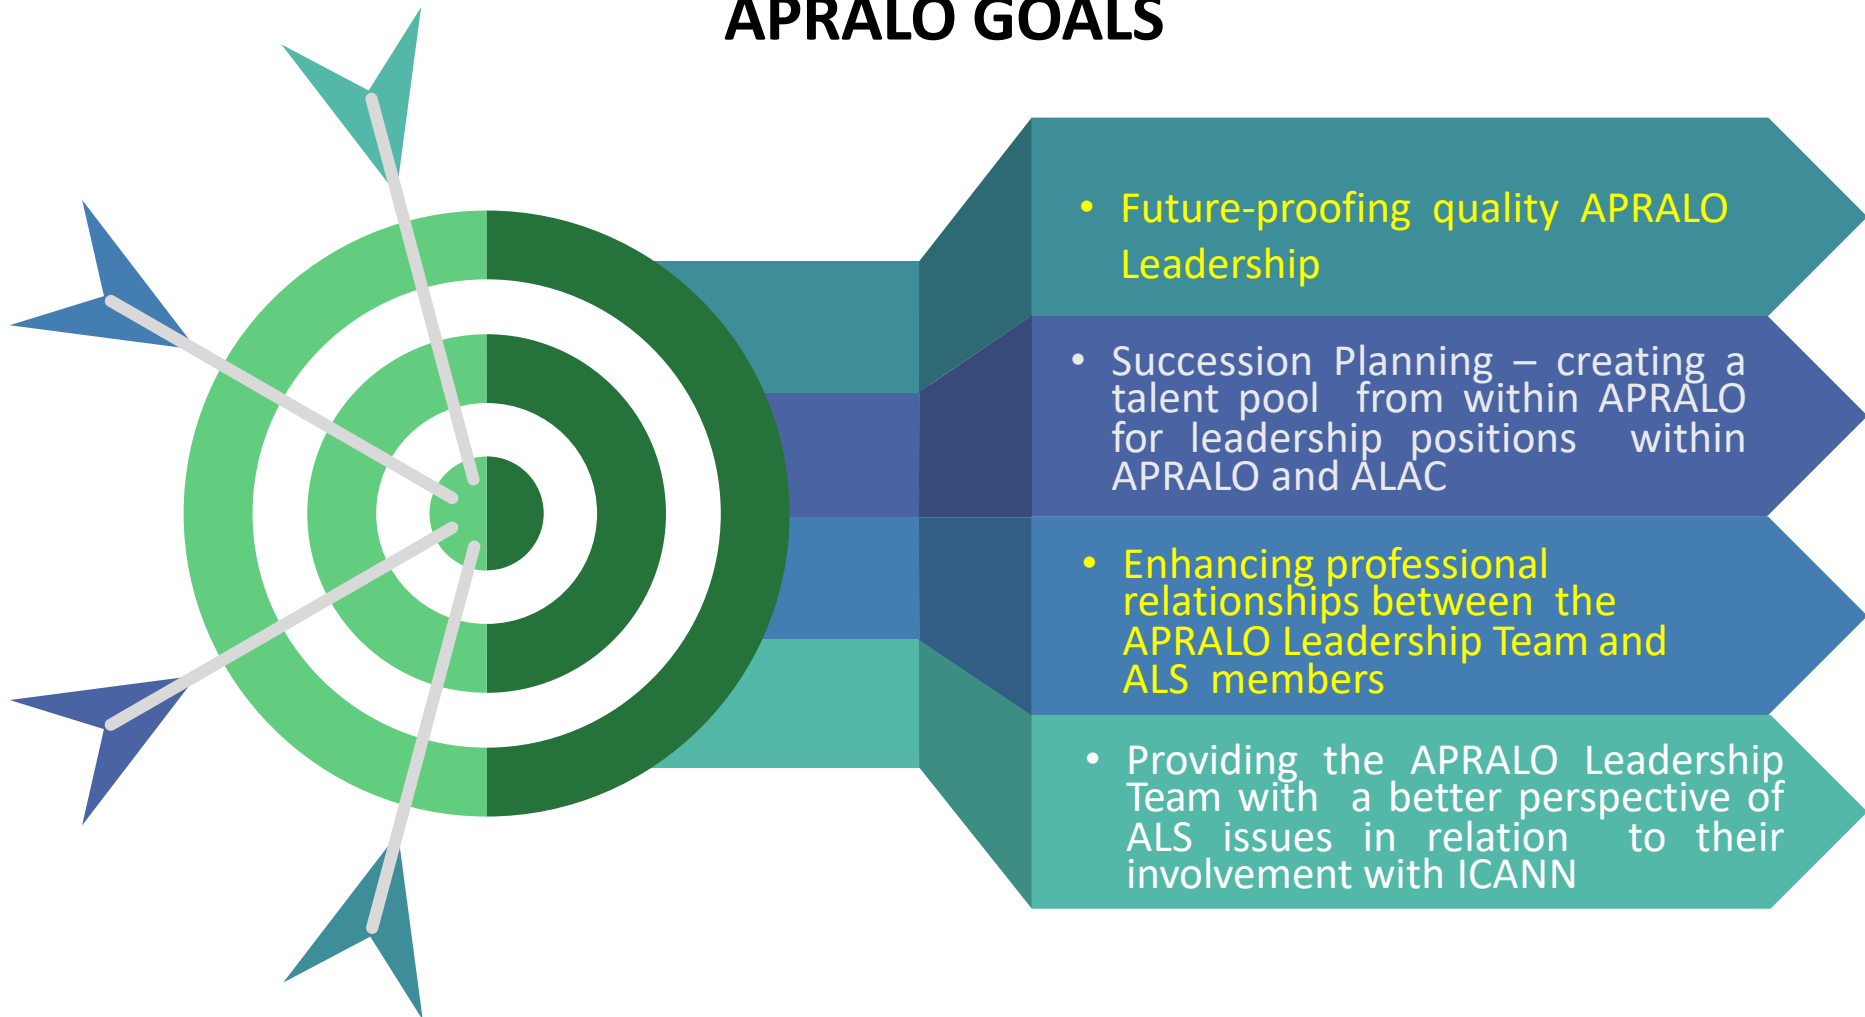 APRALO GOALS
• Future-proofing quality APRALO
Leadership
• Succession Planning – creating a
talent pool from within APRALO
for leadership positions within
APRALO and ALAC
• Enhancing professional
relationships between the
APRALO Leadership Team and
ALS members
• Providing the APRALO Leadership
Team with a better perspective of
ALS issues in relation to their
involvement with ICANN